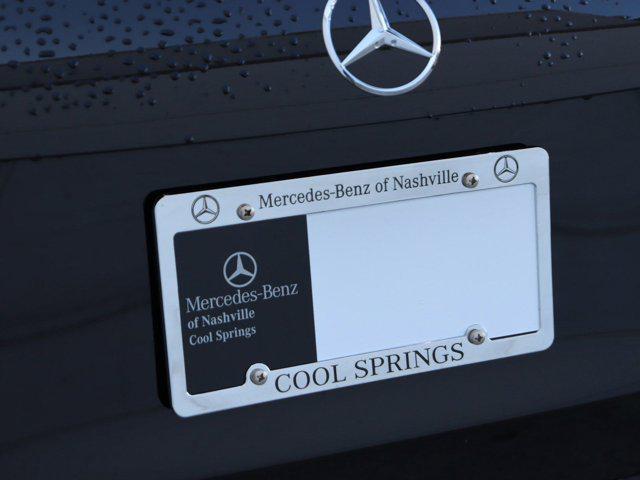 Mercedes-Benz of Nashville
Mercedes-Benz
of Nashville
Cool Springs
COOL SPRINGS